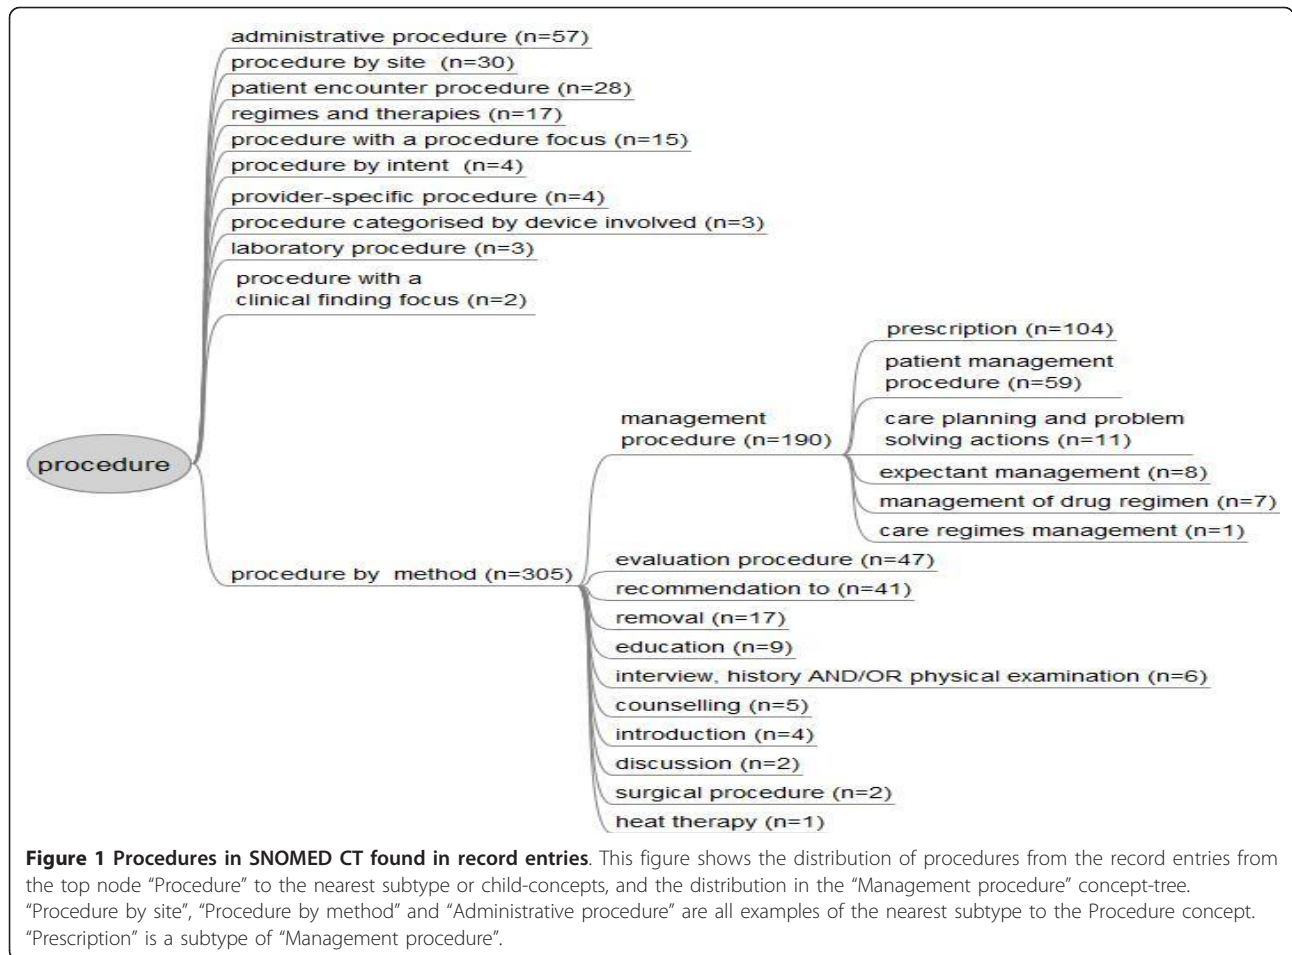 administrative procedure (n=57)
procedure by site (n=30)
patient encounter procedure (n=28)
regimes and therapies (n=17)
procedure with a procedure focus (n=15)
procedure by intent (n=4)
provider-specific procedure (n=4)
procedure categorised by device involved (n=3)
laboratory procedure (n=3)
procedure with a
clinical finding focus (n=2)
procedure
procedure by method (n=305)
management
procedure (n=190)
prescription (n=104)
patient management
procedure (n=59)
care planning and problem
solving actions (n=11)
expectant management (n=8)
management of drug regimen (n=7)
care regimes management (n=1)
evaluation procedure (n=47)
recommendation to (n=41)
removal (n=17)
education (n=9)
interview, history AND/OR physical examination (n=6)
counselling (n=5)
introduction (n=4)
discussion (n=2)
surgical procedure (n=2)
heat therapy (n=1)
Figure 1 Procedures in SNOMED CT found in record entries. This figure shows the distribution of procedures from the record entries from
the top node “Procedure” to the nearest subtype or child-concepts, and the distribution in the “Management procedure” concept-tree.
“Procedure by site”, “Procedure by method” and “Administrative procedure” are all examples of the nearest subtype to the Procedure concept.
“Prescription” is a subtype of “Management procedure”.